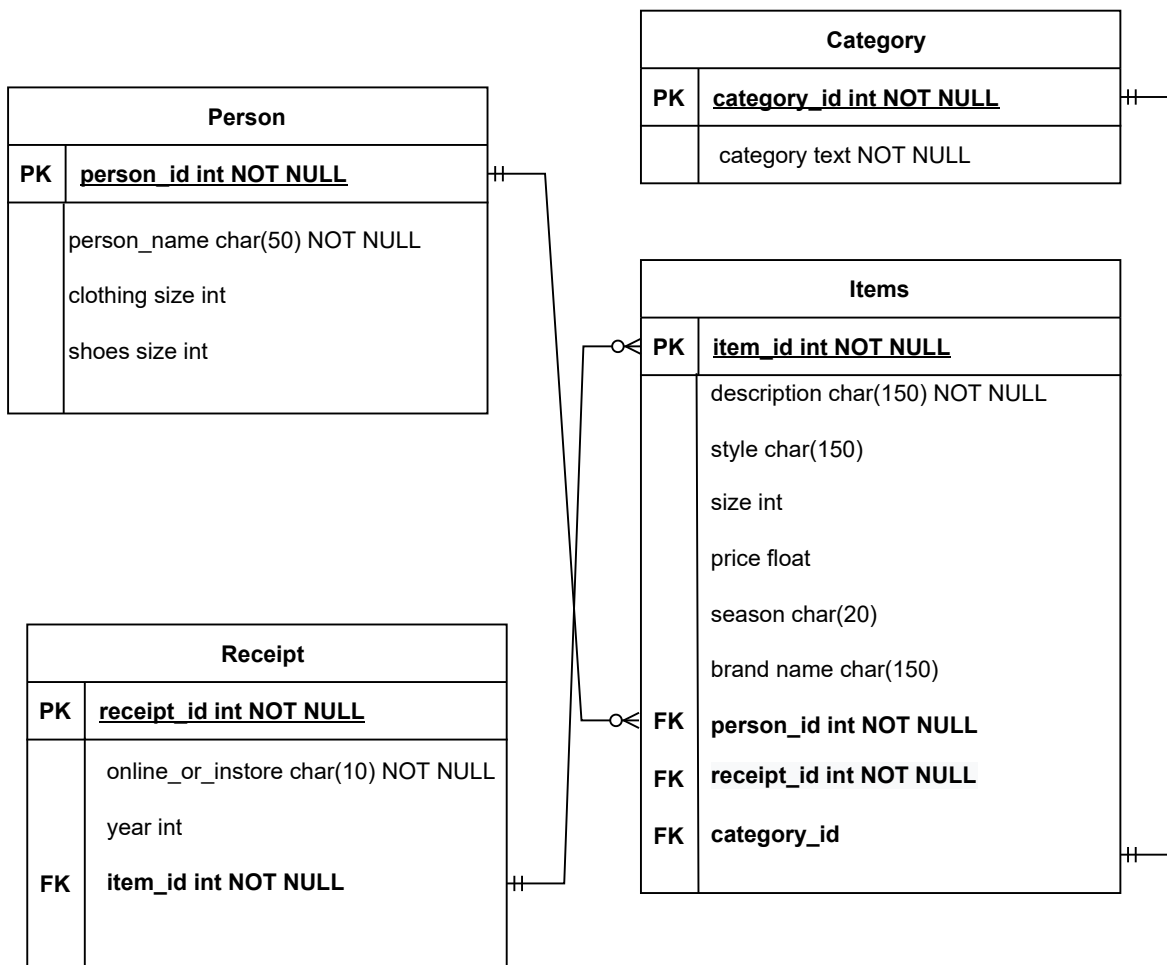 Category
PK category_id int NOT NULL
category text NOT NULL
Person
PK person_id int NOT NULL
person_name char(50) NOT NULL
clothing size int
shoes size int
Items
PK item_id int NOT NULL
description char(150) NOT NULL
style char(150)
size int
price float
season char(20)
brand name char(150)
FK person_id int NOT NULL
FK receipt_id int NOT NULL
FK category_id
Receipt
PK receipt_id int NOT NULL
online_or_instore char(10) NOT NULL
year int
FK item_id int NOT NULL